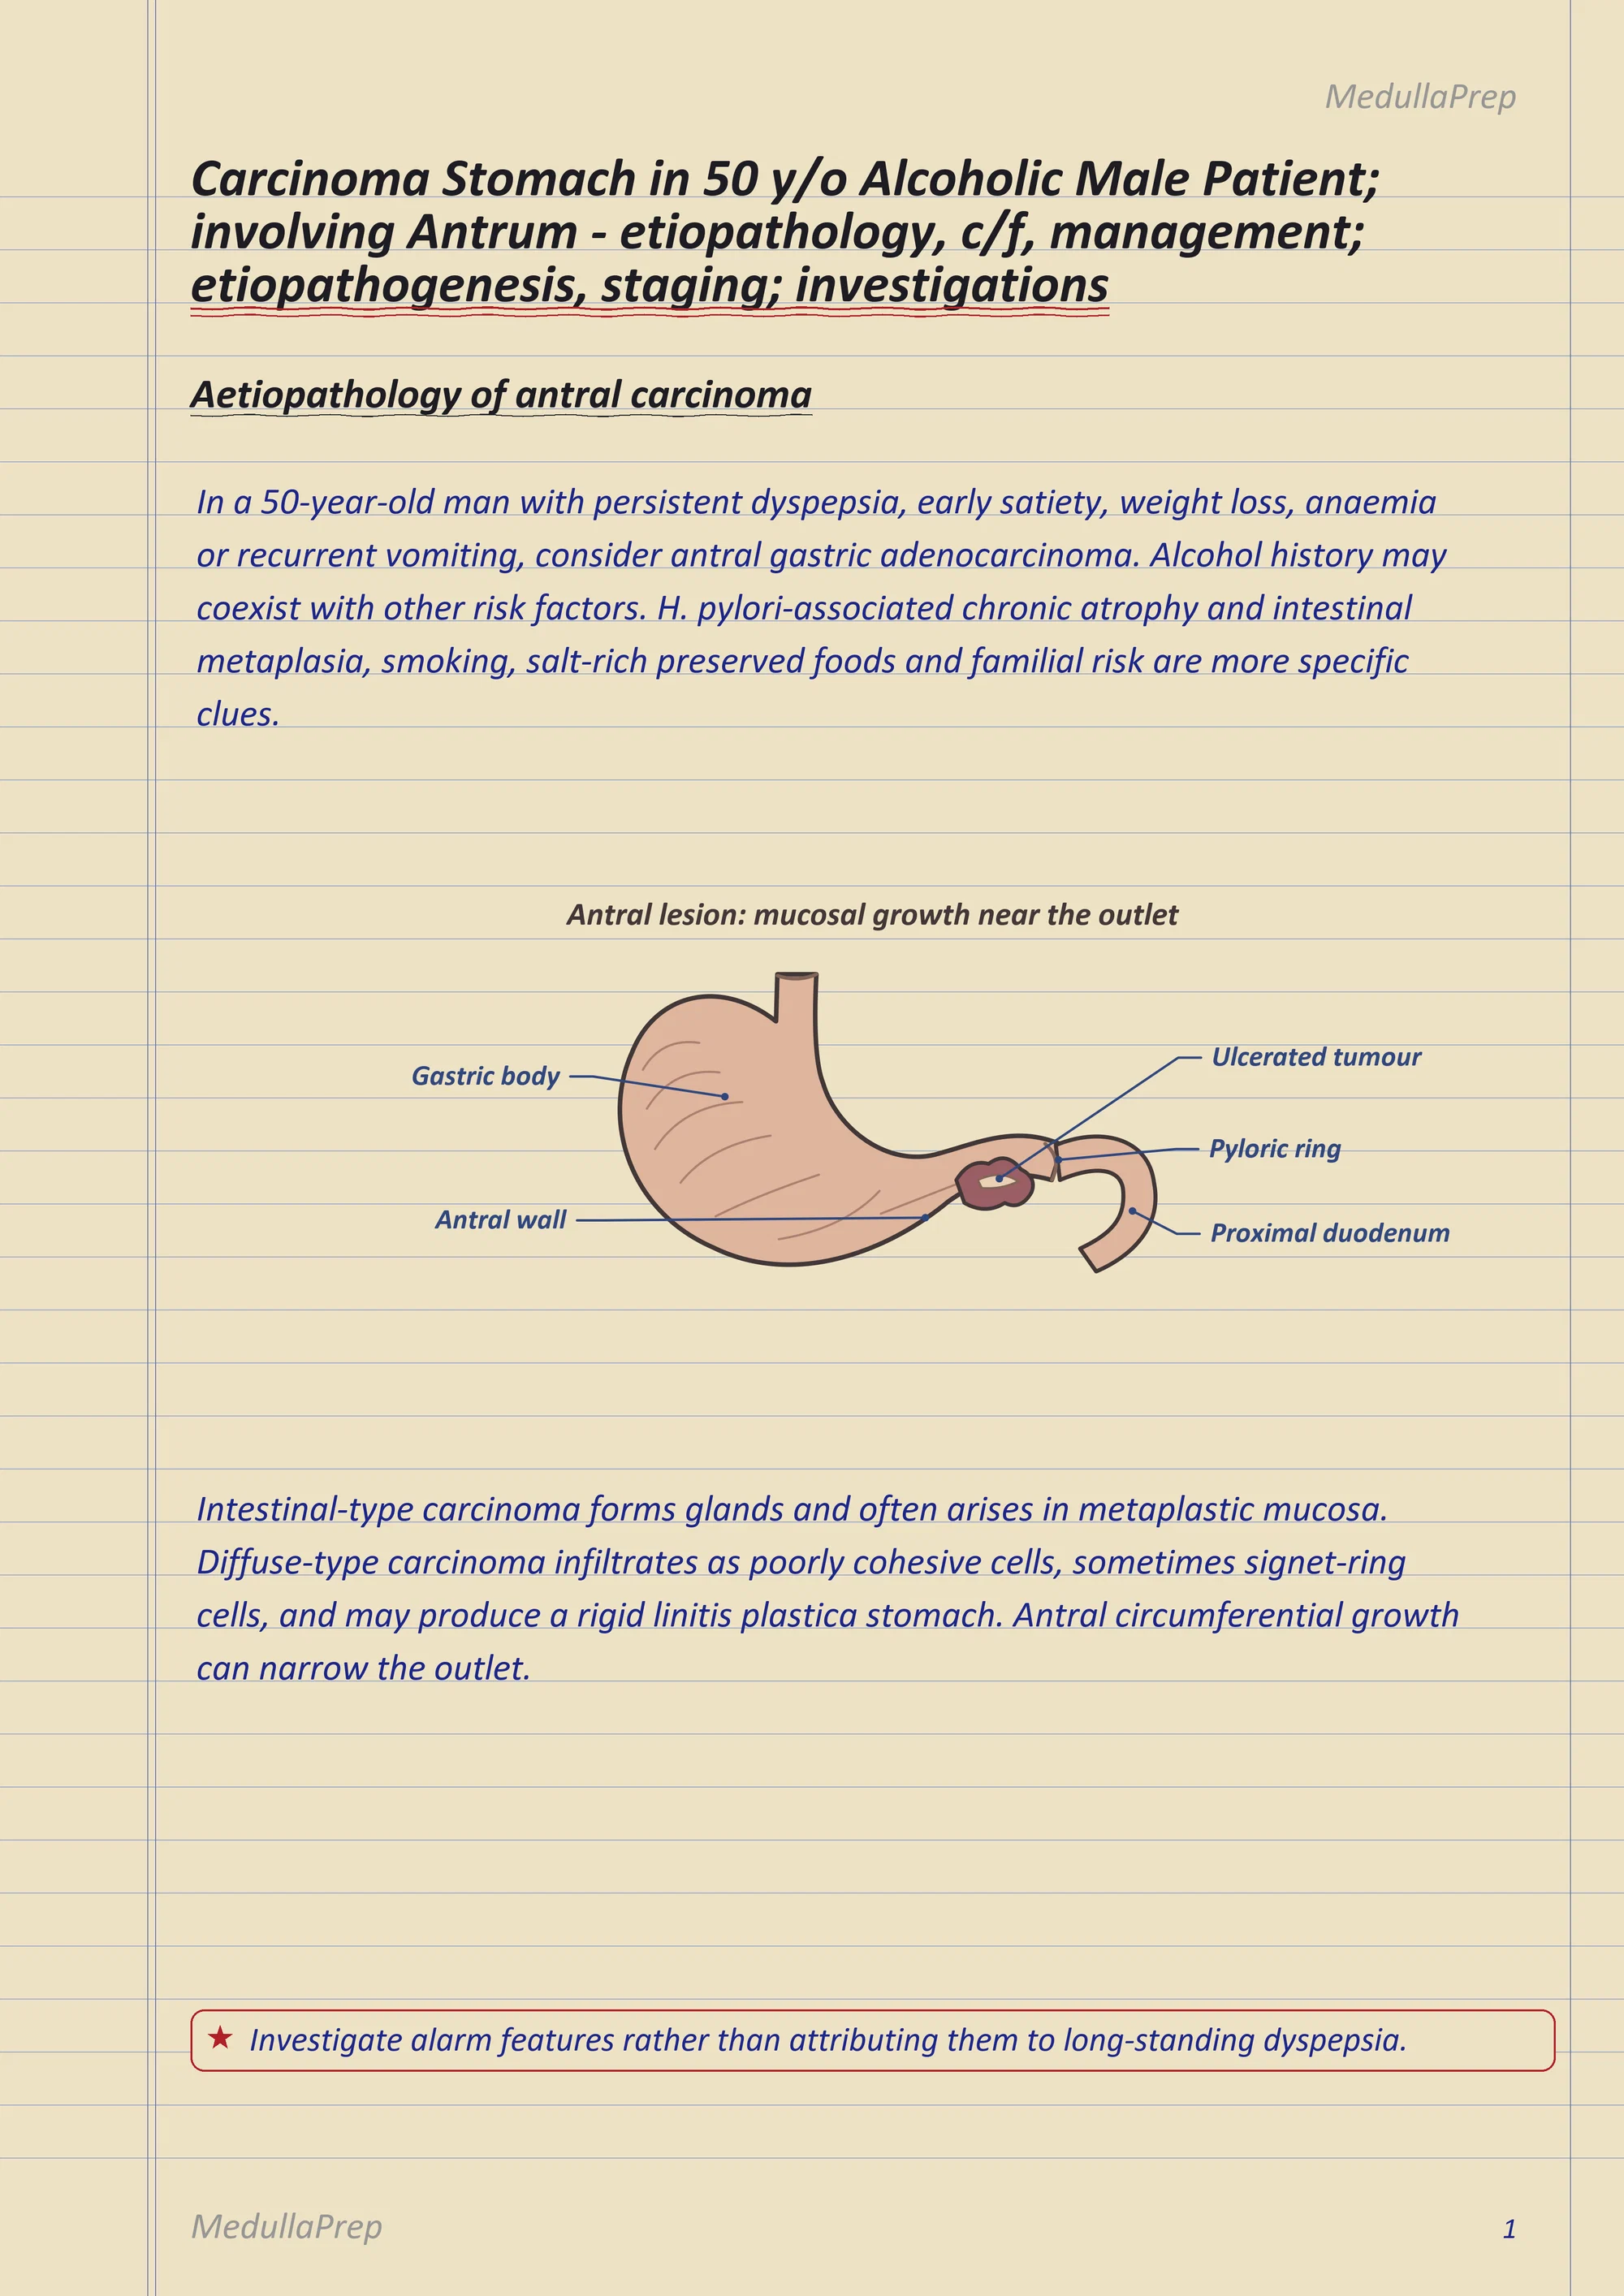 MedullaPrep
Carcinoma Stomach in 50 y/o Alcoholic Male Patient;
involving Antrum - etiopathology, c/f, management;
etiopathogenesis, staging; investigations
Aetiopathology of antral carcinoma
In a 50-year-old man with persistent dyspepsia, early satiety, weight loss, anaemia
or recurrent vomiting, consider antral gastric adenocarcinoma. Alcohol history may
coexist with other risk factors. H. pylori-associated chronic atrophy and intestinal
metaplasia, smoking, salt-rich preserved foods and familial risk are more specific
clues.
Antral lesion: mucosal growth near the outlet
Ulcerated tumour
Gastric body
Pyloric ring
Antral wall
Proximal duodenum
Intestinal-type carcinoma forms glands and often arises in metaplastic mucosa.
Diffuse-type carcinoma infiltrates as poorly cohesive cells, sometimes signet-ring
cells, and may produce a rigid linitis plastica stomach. Antral circumferential growth
can narrow the outlet.
★ Investigate alarm features rather than attributing them to long-standing dyspepsia.
MedullaPrep
1